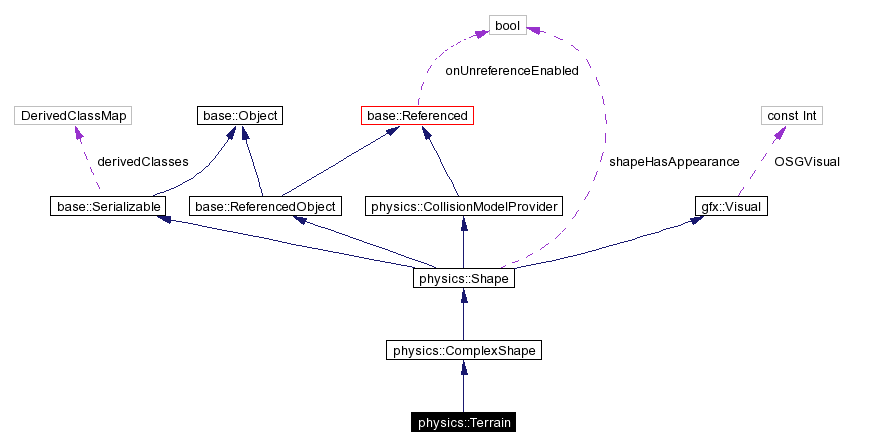 bool
onUnreferenceEnabled
DerivedClassMap
base::Object
base::Referenced
const Int
derivedClasses
shapeHasAppearance
OSGVisual
base::Serializable
base::ReferencedObject
physics::CollisionModelProvider
gfx::Visual
physics::Shape
physics::ComplexShape
physics::Terrain